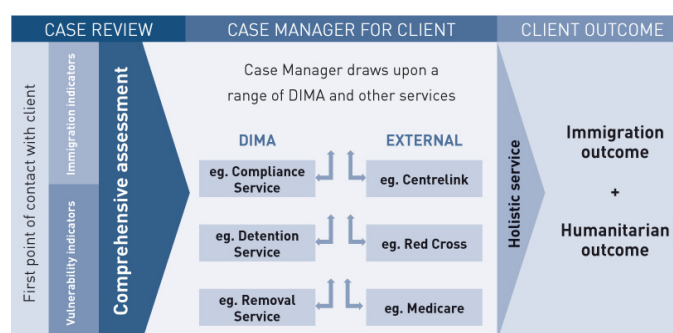 CASE REVIEW
CASE MANAGER FOR CLIENT
CLIENT OUTCOME
First point of contact with client
Immigration indicators
Vulnerability indicators
Comprehensive assessment
Case Manager draws upon a
range of DIMA and other services
DIMA
EXTERNAL
eg. Compliance
Service
eg. Centrelink
eg. Detention
Service
eg. Red Cross
eg. Removal
Service
eg. Medicare
Holistic service
Immigration
outcome
+
Humanitarian
outcome